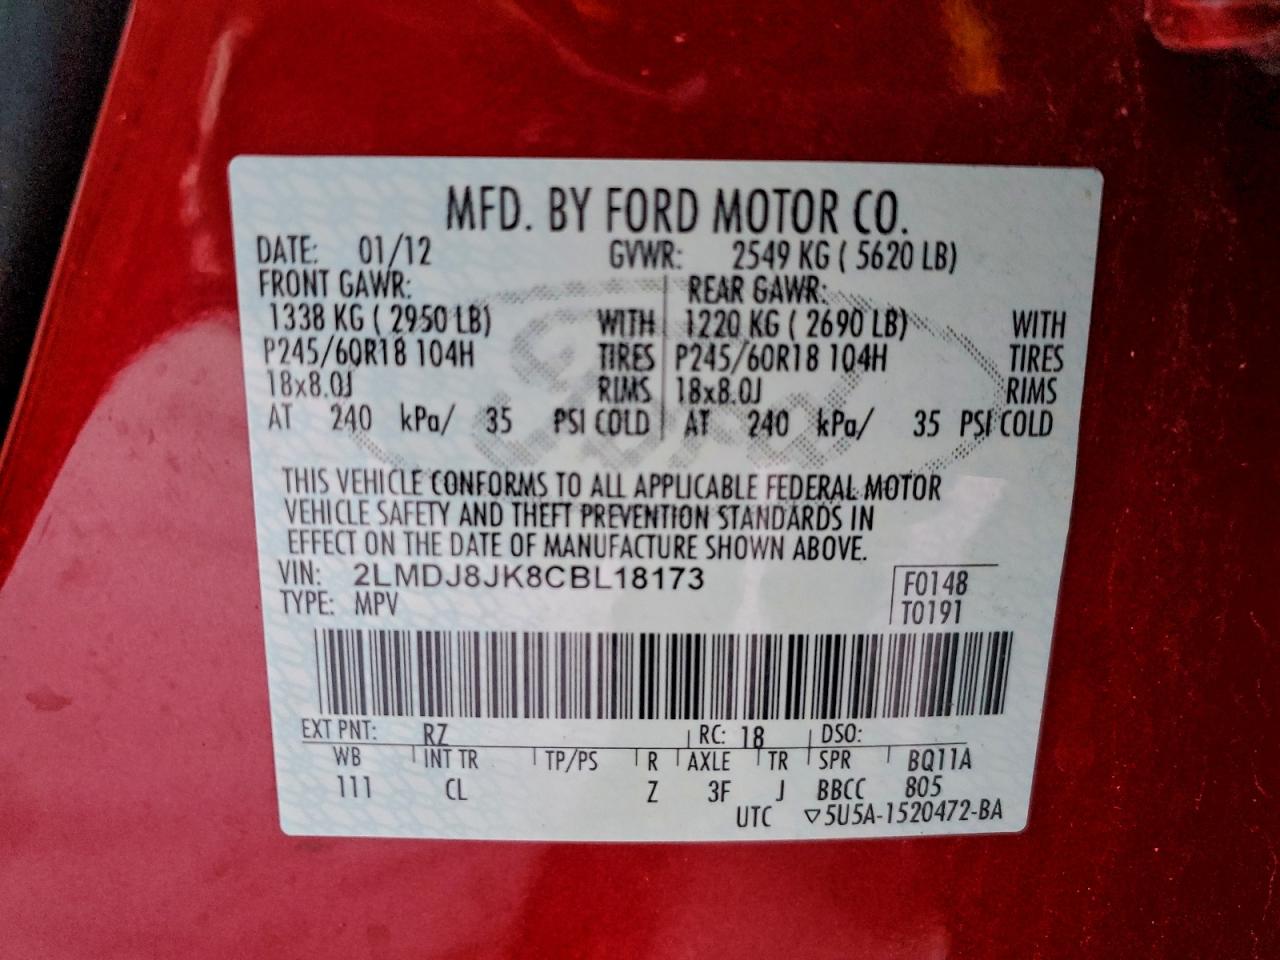 MFD. BY FORD MOTOR CO.
DATE: 01/12 GVWR: 2549 KG ( 5620 LB)
FRONT GAWR: REAR GAWR:
1338 KG ( 2950 LB) WITH 1220 KG ( 2690 LB) WITH
P245/60R18 104H TIRES P245/60R18 104H TIRES
18x8.0J RIMS 18x8.0J RIMS
AT 240 kPa/ 35 PSI COLD AT 240 kPa/ 35 PSI COLD
Ford
THIS VEHICLE CONFORMS TO ALL APPLICABLE FEDERAL MOTOR
VEHICLE SAFETY AND THEFT PREVENTION STANDARDS IN
EFFECT ON THE DATE OF MANUFACTURE SHOWN ABOVE.
VIN: 2LMDJ8JK8CBL18173 F0148
TYPE: MPV T0191
EXT PNT: RZ RC: 18 DSO:
WB INT TR TP/PS R AXLE TR SPR BQ11A
111 CL Z 3F J BBCC 805
UTC ▽5U5A-1520472-BA